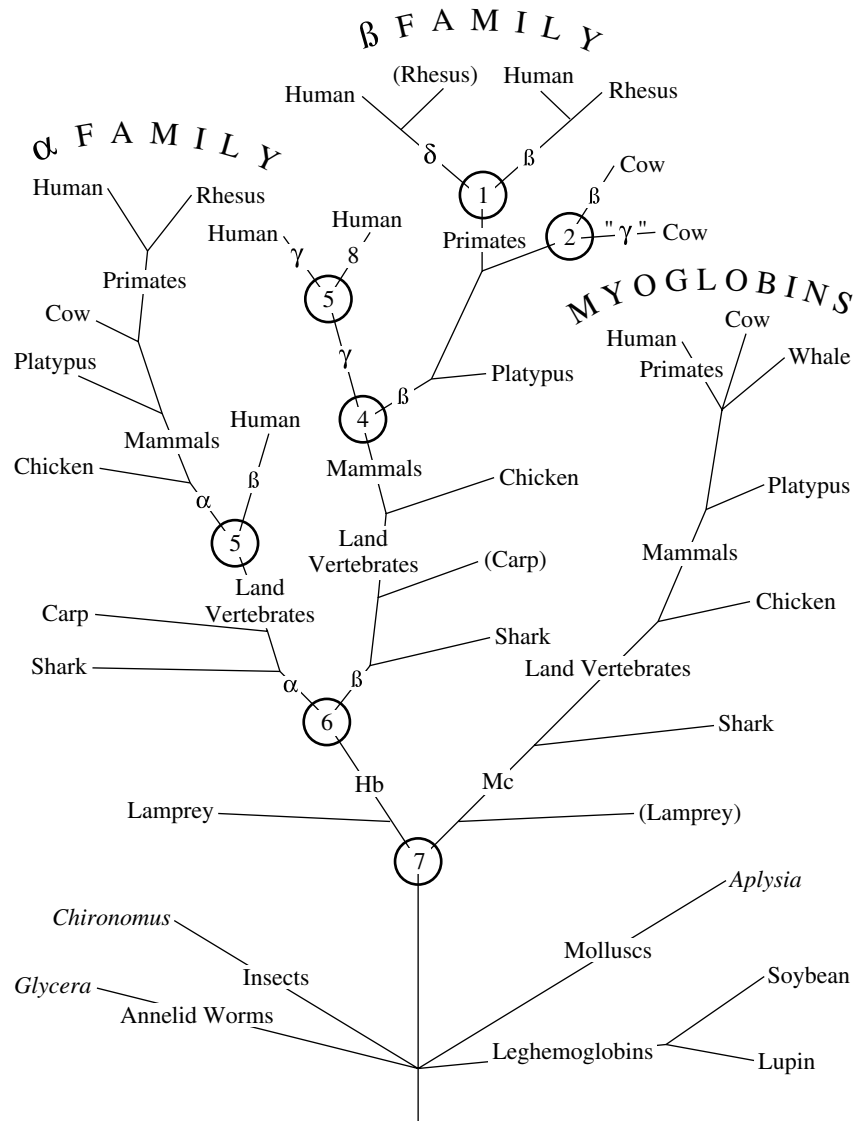 ß FAMILY
(Rhesus)
Human
Human
Rhesus
δ
ß
α FAMILY
Cow
Human
Rhesus
1
ß
Human
Human
Primates
2
" γ "
Cow
γ
8
Primates
5
MYOGLOBINS
Cow
Cow
Human
Primates
Whale
Platypus
γ
Platypus
ß
Human
4
Mammals
Mammals
Chicken
ß
Chicken
Platypus
α
5
Land
Vertebrates
Mammals
(Carp)
Land
Vertebrates
Chicken
Carp
Shark
Shark
Land Vertebrates
α
ß
6
Shark
Hb
Mc
Lamprey
(Lamprey)
7
Aplysia
Chironomus
Molluscs
Insects
Soybean
Glycera
Annelid Worms
Leghemoglobins
Lupin